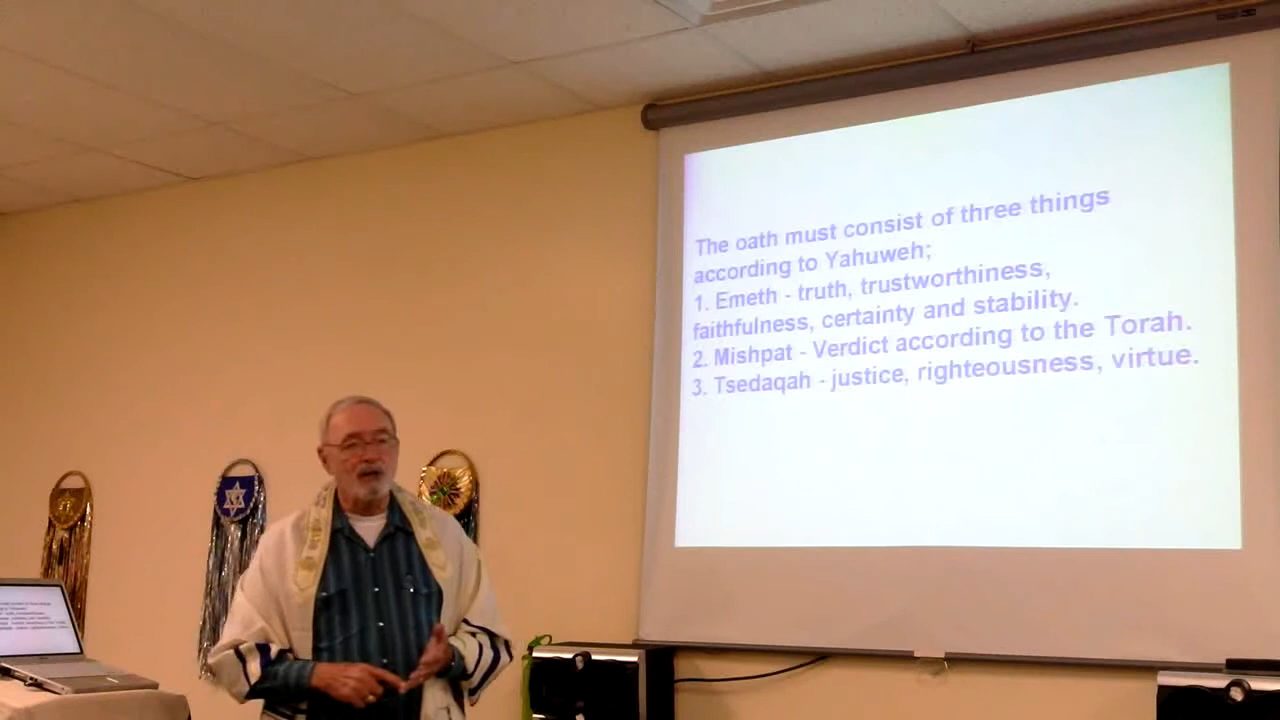 The oath must consist of three things
according to Yahuweh;
1. Emeth - truth, trustworthiness,
faithfulness, certainty and stability.
2. Mishpat - Verdict according to the Torah.
3. Tsedaqah - justice, righteousness, virtue.